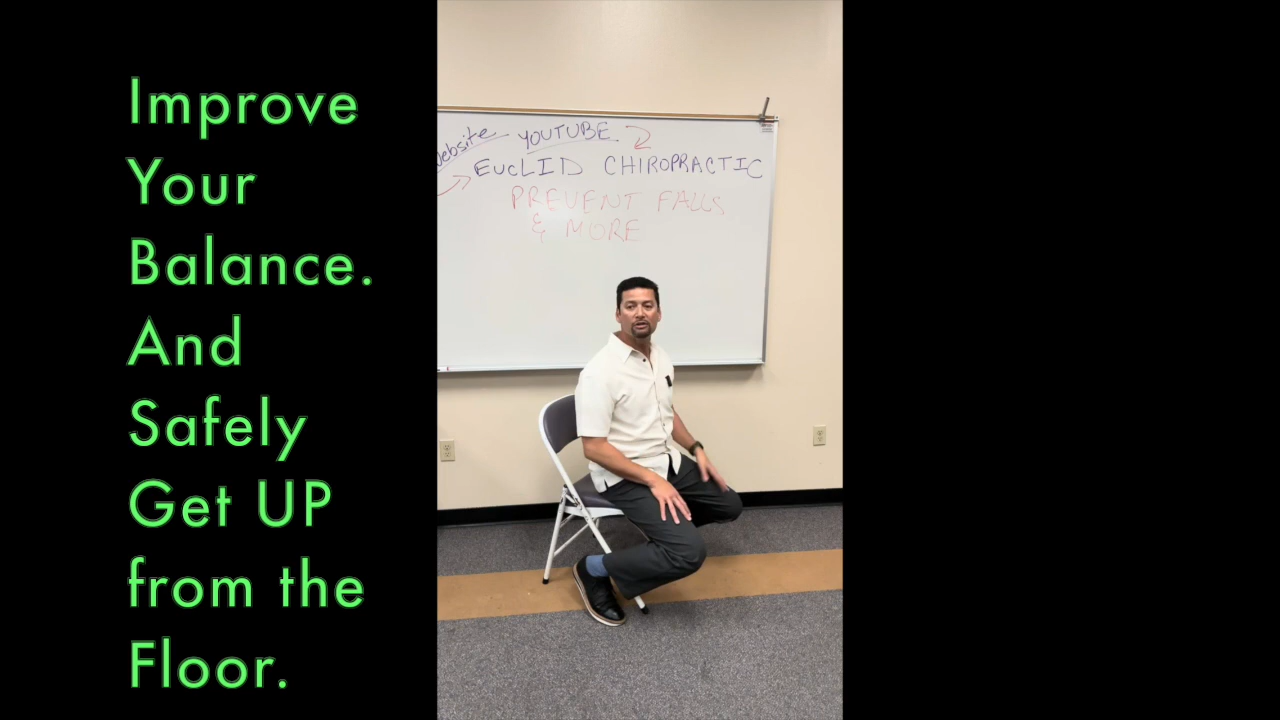 Improve
Your
Balance.
And
Safely
Get UP
from the
Floor.
Website YOUTUBE
EUCLID CHIROPRACTIC
PREVENT FALLS
& MORE